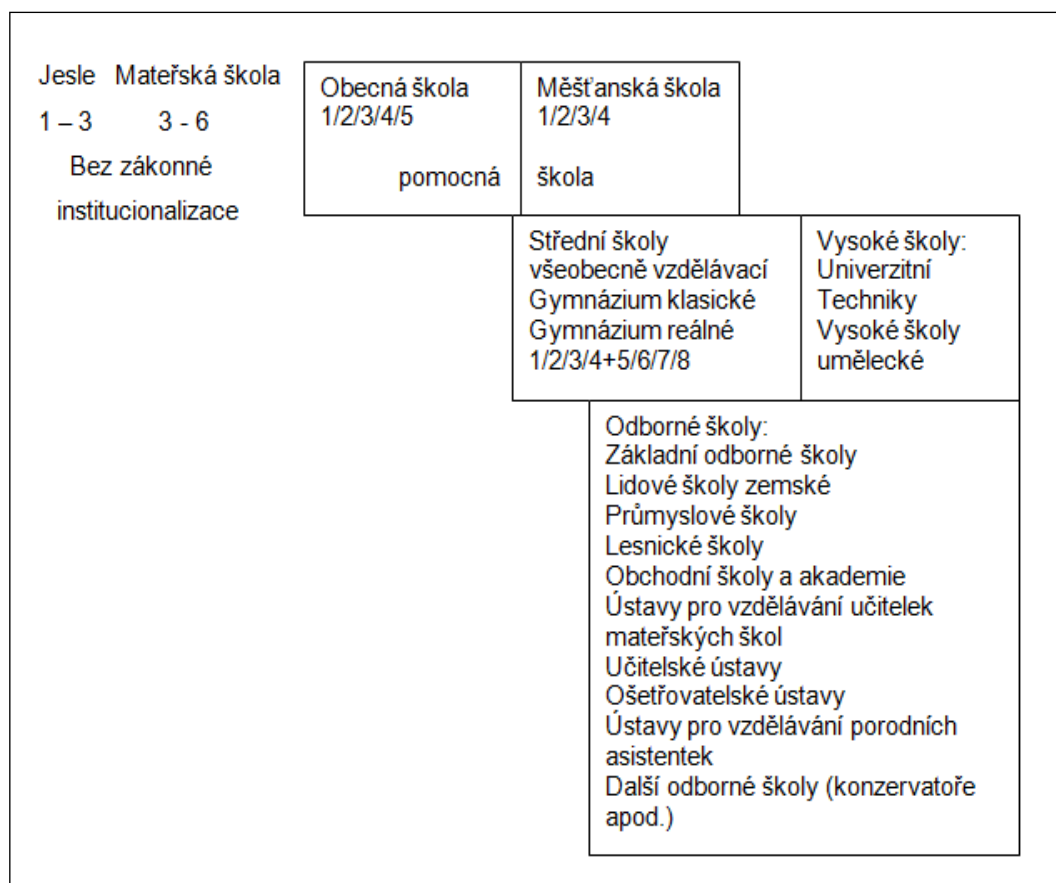 Jesle Mateřská škola
1 – 3 3 - 6
Bez zákonné
institucionalizace
Obecná škola
1/2/3/4/5
pomocná
Měšťanská škola
1/2/3/4
škola
Střední školy
všeobecně vzdělávací
Gymnázium klasické
Gymnázium reálné
1/2/3/4+5/6/7/8
Vysoké školy:
Univerzitní
Techniky
Vysoké školy
umělecké
Odborné školy:
Základní odborné školy
Lidové školy zemské
Průmyslové školy
Lesnické školy
Obchodní školy a akademie
Ústavy pro vzdělávání učitelek
mateřských škol
Učitelské ústavy
Ošetřovatelské ústavy
Ústavy pro vzdělávání porodních
asistentek
Další odborné školy (konzervatoře
apod.)